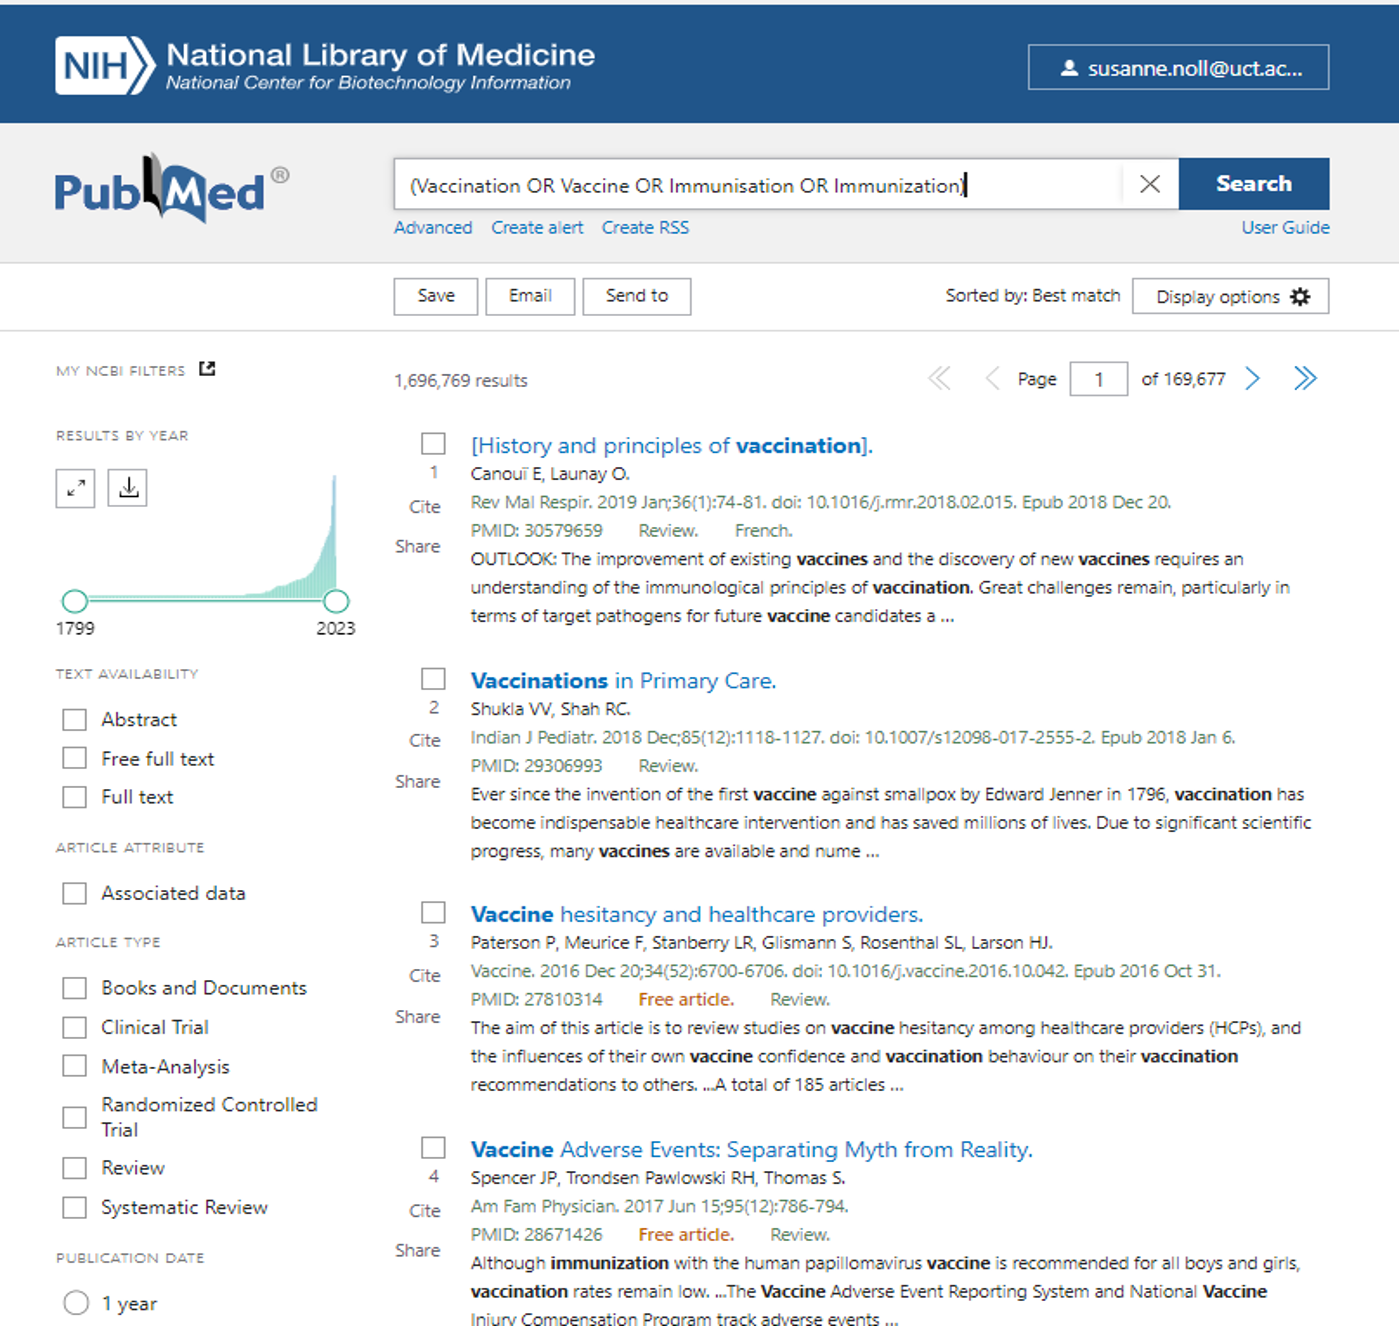 NIH National Library of Medicine
National Center for Biotechnology Information
susanne.noll@uct.ac...
PubMed®
(Vaccination OR Vaccine OR Immunisation OR Immunization)
Search
Advanced Create alert Create RSS
User Guide
Save Email Send to
Sorted by: Best match Display options
MY NCBI FILTERS
1,696,769 results
Page 1 of 169,677
RESULTS BY YEAR
1799 2023
TEXT AVAILABILITY
Abstract
Free full text
Full text
ARTICLE ATTRIBUTE
Associated data
ARTICLE TYPE
Books and Documents
Clinical Trial
Meta-Analysis
Randomized Controlled
Trial
Review
Systematic Review
PUBLICATION DATE
1 year
[History and principles of vaccination].
1
Canouï E, Launay O.
Cite
Rev Mal Respir. 2019 Jan;36(1):74-81. doi: 10.1016/j.rmr.2018.02.015. Epub 2018 Dec 20.
PMID: 30579659 Review. French.
Share
OUTLOOK: The improvement of existing vaccines and the discovery of new vaccines requires an
understanding of the immunological principles of vaccination. Great challenges remain, particularly in
terms of target pathogens for future vaccine candidates a ...
Vaccinations in Primary Care.
2
Shukla VV, Shah RC.
Cite
Indian J Pediatr. 2018 Dec;85(12):1118-1127. doi: 10.1007/s12098-017-2555-2. Epub 2018 Jan 6.
PMID: 29306993 Review.
Share
Ever since the invention of the first vaccine against smallpox by Edward Jenner in 1796, vaccination has
become indispensable healthcare intervention and has saved millions of lives. Due to significant scientific
progress, many vaccines are available and nume ...
Vaccine hesitancy and healthcare providers.
3
Paterson P, Meurice F, Stanberry LR, Glismann S, Rosenthal SL, Larson HJ.
Cite
Vaccine. 2016 Dec 20;34(52):6700-6706. doi: 10.1016/j.vaccine.2016.10.042. Epub 2016 Oct 31.
PMID: 27810314 Free article. Review.
Share
The aim of this article is to review studies on vaccine hesitancy among healthcare providers (HCPs), and
the influences of their own vaccine confidence and vaccination behaviour on their vaccination
recommendations to others. ...A total of 185 articles ...
Vaccine Adverse Events: Separating Myth from Reality.
4
Spencer JP, Trondsen Pawlowski RH, Thomas S.
Cite
Am Fam Physician. 2017 Jun 15;95(12):786-794.
PMID: 28671426 Free article. Review.
Share
Although immunization with the human papillomavirus vaccine is recommended for all boys and girls,
vaccination rates remain low. ...The Vaccine Adverse Event Reporting System and National Vaccine
Injury Compensation Program track adverse events ...